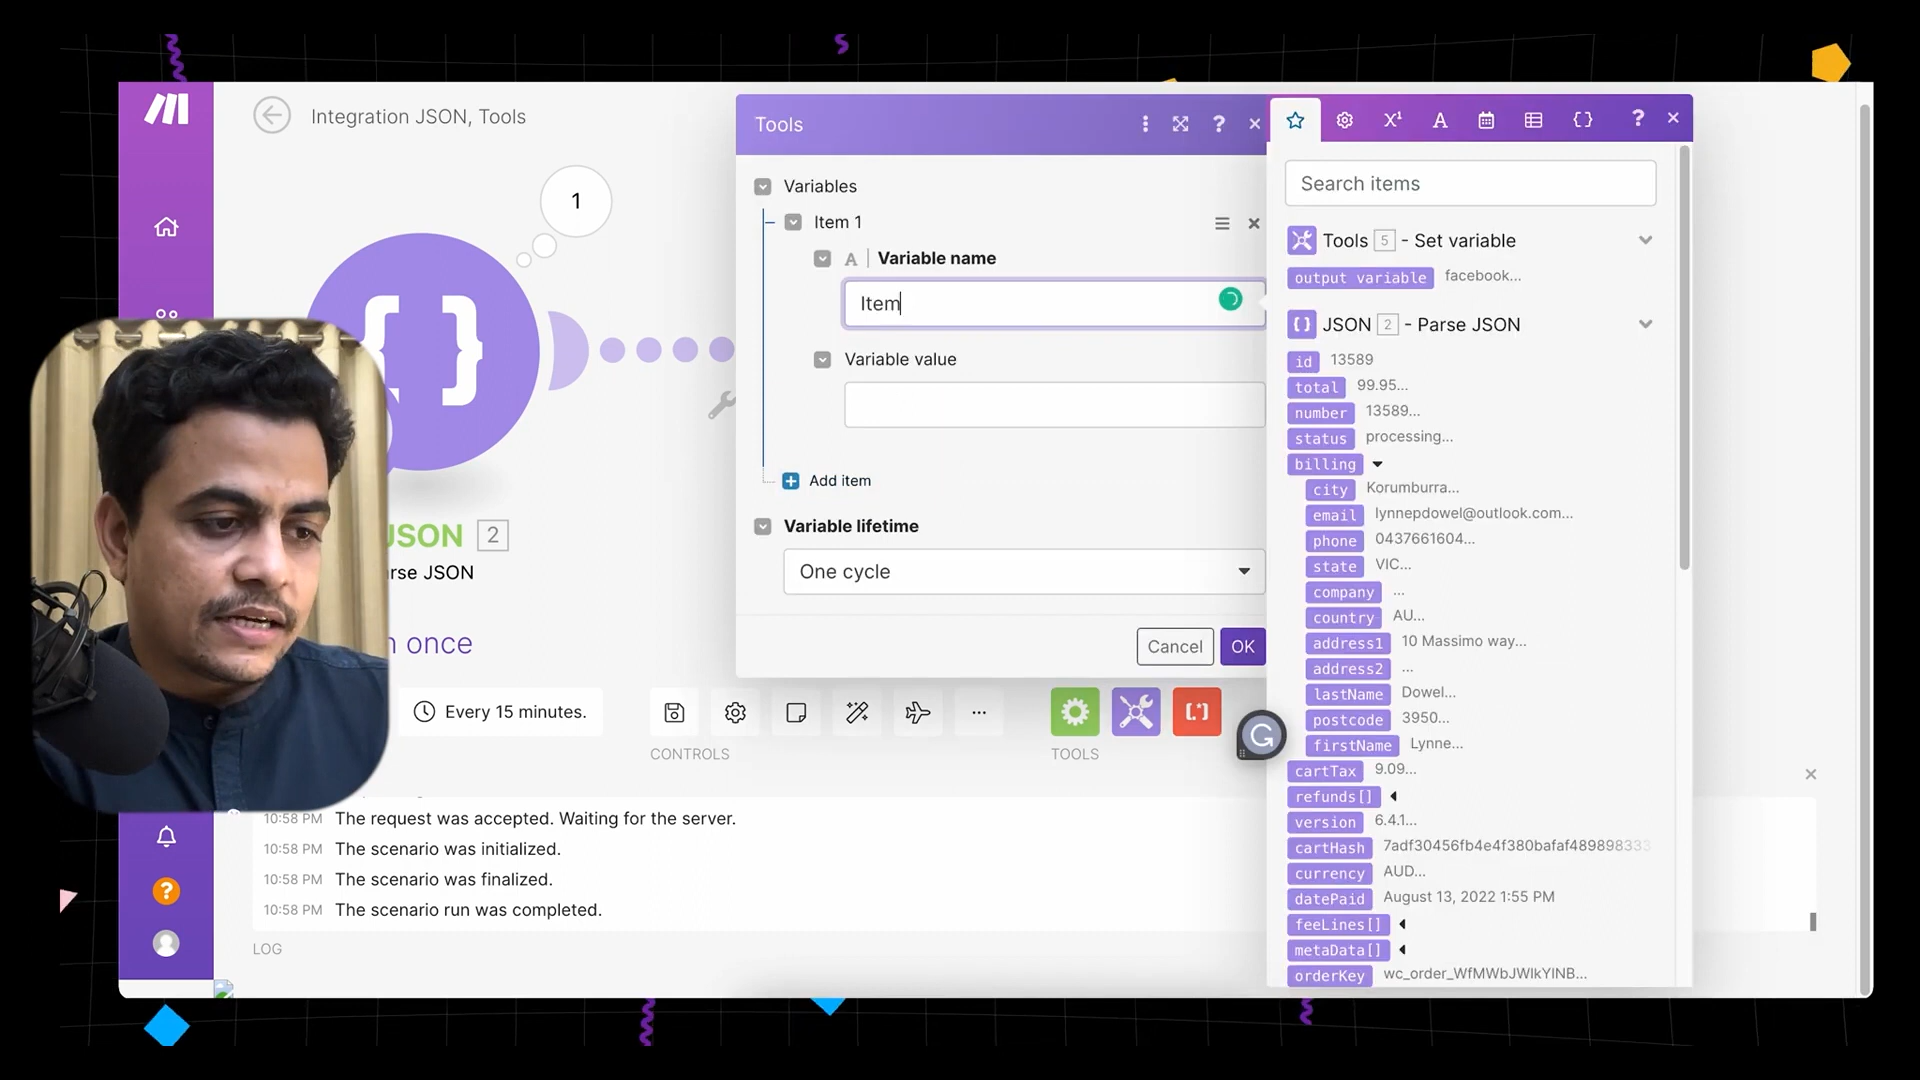 Integration JSON, Tools
1
JSON 2
arse JSON
n once
Every 15 minutes.
CONTROLS
TOOLS
Tools
Variables
Item 1
A Variable name
Item
Variable value
Add item
Variable lifetime
One cycle
Cancel OK
Search items
Tools 5 - Set variable
output variable facebook...
JSON 2 - Parse JSON
id 13589
total 99.95...
number 13589...
status processing...
billing
city Korumburra...
email lynnepdowel@outlook.com...
phone 0437661604...
state VIC...
company ...
country AU...
address1 10 Massimo way...
address2 ...
lastName Dowel...
postcode 3950...
firstName Lynne...
cartTax 9.09...
refunds[]
version 6.4.1...
cartHash 7adf30456fb4e4f380bafaf489898333
currency AUD...
datePaid August 13, 2022 1:55 PM
feeLines[]
metaData[]
orderKey wc_order_WfMWbJWlkYlNB...
10:58 PM The request was accepted. Waiting for the server.
10:58 PM The scenario was initialized.
10:58 PM The scenario was finalized.
10:58 PM The scenario run was completed.
LOG